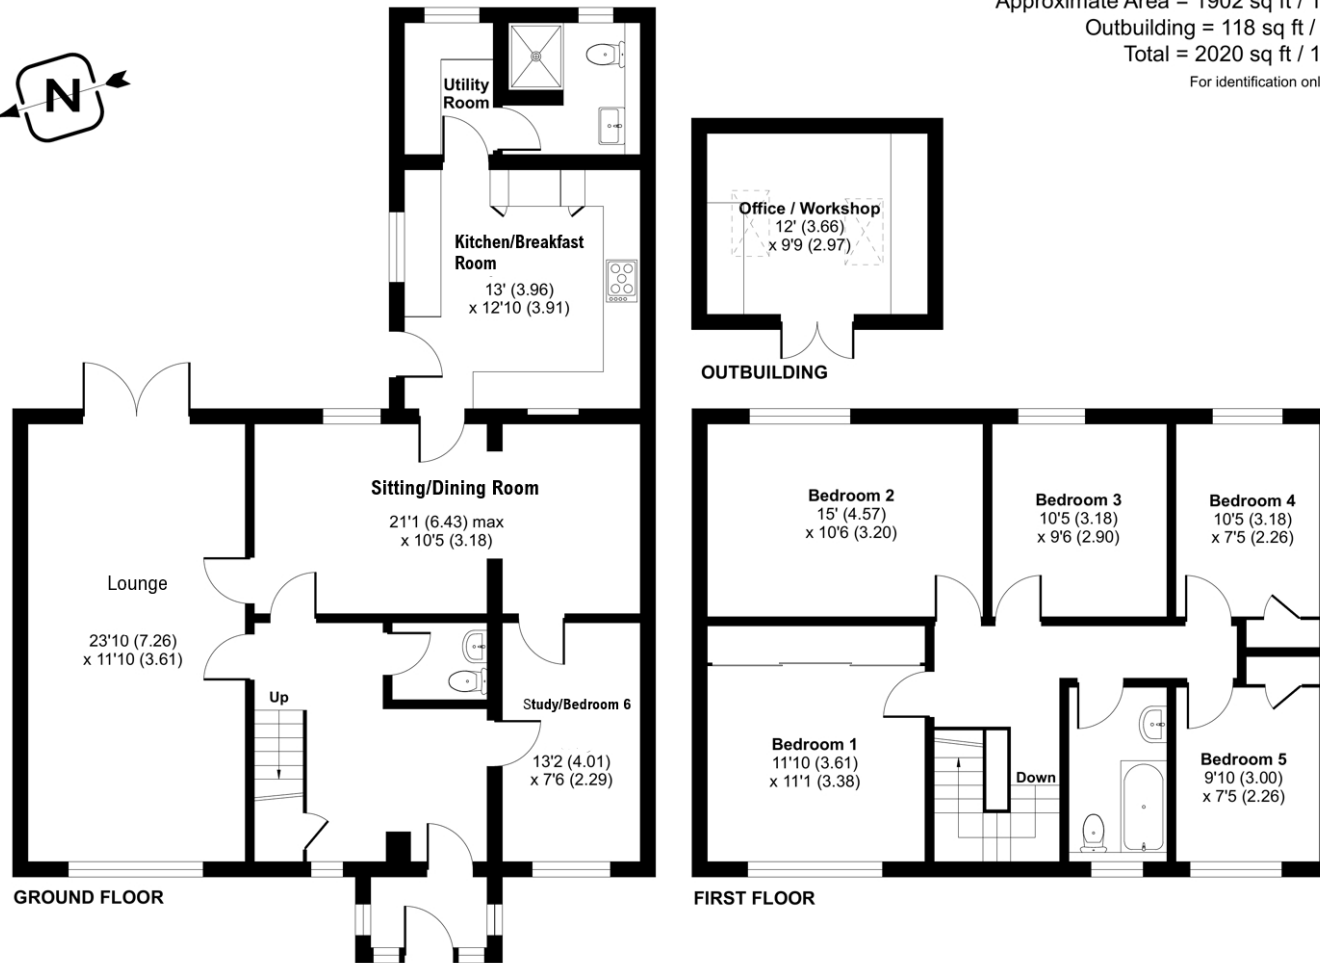 Approximate Area = 1902 sq ft / 1
Outbuilding = 118 sq ft /
Total = 2020 sq ft / 1
For identification onl
N
Utility
Room
Kitchen/Breakfast
Room
13' (3.96)
x 12'10 (3.91)
Office / Workshop
12' (3.66)
x 9'9 (2.97)
OUTBUILDING
Sitting/Dining Room
21'1 (6.43) max
x 10'5 (3.18)
Lounge
23'10 (7.26)
x 11'10 (3.61)
Up
Study/Bedroom 6
13'2 (4.01)
x 7'6 (2.29)
GROUND FLOOR
Bedroom 2
15' (4.57)
x 10'6 (3.20)
Bedroom 3
10'5 (3.18)
x 9'6 (2.90)
Bedroom 4
10'5 (3.18)
x 7'5 (2.26)
Bedroom 1
11'10 (3.61)
x 11'1 (3.38)
Down
Bedroom 5
9'10 (3.00)
x 7'5 (2.26)
FIRST FLOOR